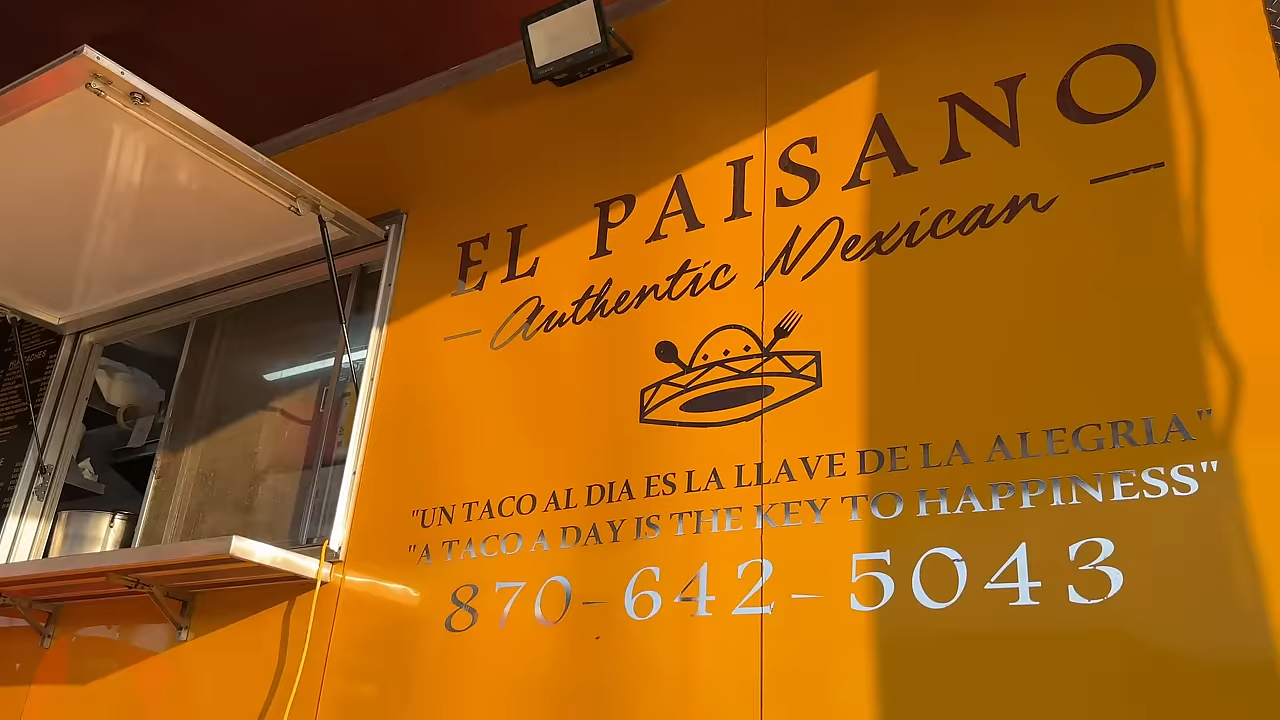 EL PAISANO
Authentic Mexican
"UN TACO AL DIA ES LA LLAVE DE LA ALEGRIA"
"A TACO A DAY IS THE KEY TO HAPPINESS"
870-642-5043